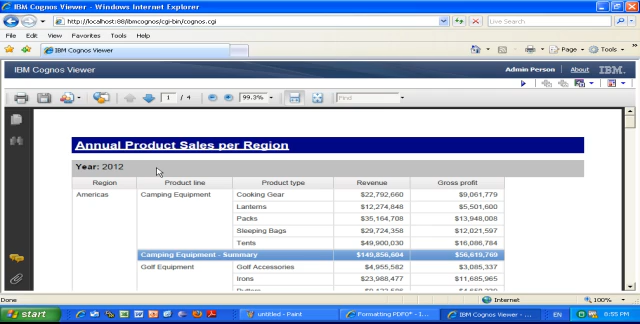 IBM Cognos Viewer - Windows Internet Explorer
http://localhost:88/ibmcognos/cgi-bin/cognos.cgi
Live Search
File Edit View Favorites Tools Help
IBM Cognos Viewer
Page Tools
IBM Cognos Viewer
Admin Person About IBM.
1 / 4 99.3% Find
Annual Product Sales per Region
Year: 2012
Region Product line Product type Revenue Gross profit
Americas Camping Equipment Cooking Gear $22,792,660 $9,061,779
Lanterns $12,274,848 $5,501,600
Packs $35,164,708 $13,948,008
Sleeping Bags $29,724,358 $12,021,597
Tents $49,900,030 $16,086,784
Camping Equipment - Summary $149,856,604 $56,619,769
Golf Equipment Golf Accessories $4,955,582 $3,085,337
Irons $23,988,477 $11,685,965
Done Internet 100%
start untitled - Paint Formatting PDFO* - I... IBM Cognos Viewer - ... EN 6:55 PM